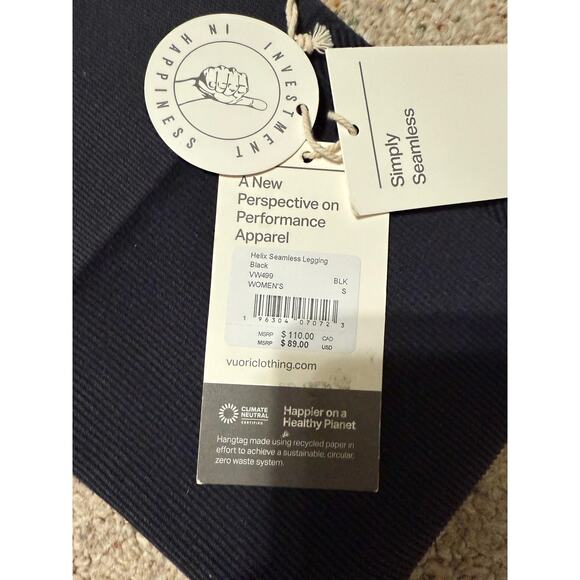 INVESTMENT
IN HAPPINESS
Simply
Seamless
A New
Perspective on
Performance
Apparel
Helix Seamless Legging
Black
VW499 BLK
WOMEN'S S
1 96304 07072 3
MSRP $ 110.00 CAD
MSRP $ 89.00 USD
vuoriclothing.com
CLIMATE
NEUTRAL
CERTIFIED
Happier on a
Healthy Planet
Hangtag made using recycled paper in
effort to achieve a sustainable, circular,
zero waste system.